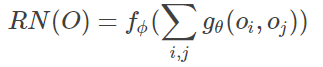 RN(O) = f_ϕ(∑_{i,j} g_θ(o_i, o_j))